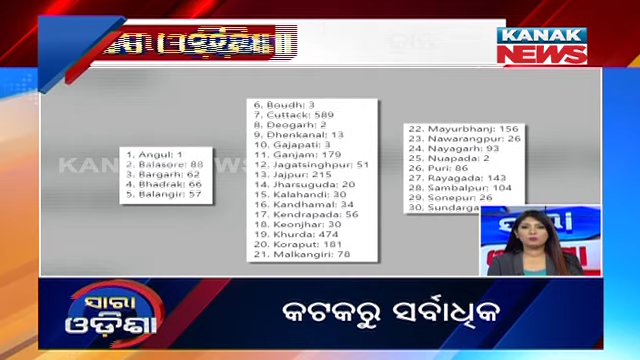 KANAK
NEWS
1. Angul: 1
2. Balasore: 88
3. Bargarh: 62
4. Bhadrak: 66
5. Balangir: 57
6. Boudh: 3
7. Cuttack: 589
8. Deogarh: 2
9. Dhenkanal: 13
10. Gajapati: 3
11. Ganjam: 179
12. Jagatsinghpur: 51
13. Jajpur: 215
14. Jharsuguda: 20
15. Kalahandi: 30
16. Kandhamal: 34
17. Kendrapada: 56
18. Keonjhar: 30
19. Khurda: 474
20. Koraput: 181
21. Malkangiri: 78
22. Mayurbhanj: 156
23. Nawarangpur: 26
24. Nayagarh: 93
25. Nuapada: 2
26. Puri: 86
27. Rayagada: 143
28. Sambalpur: 104
29. Sonepur: 26
30.
ସାରା
ଓଡ଼ିଶା
କଟକରୁ ସର୍ବାଧିକ